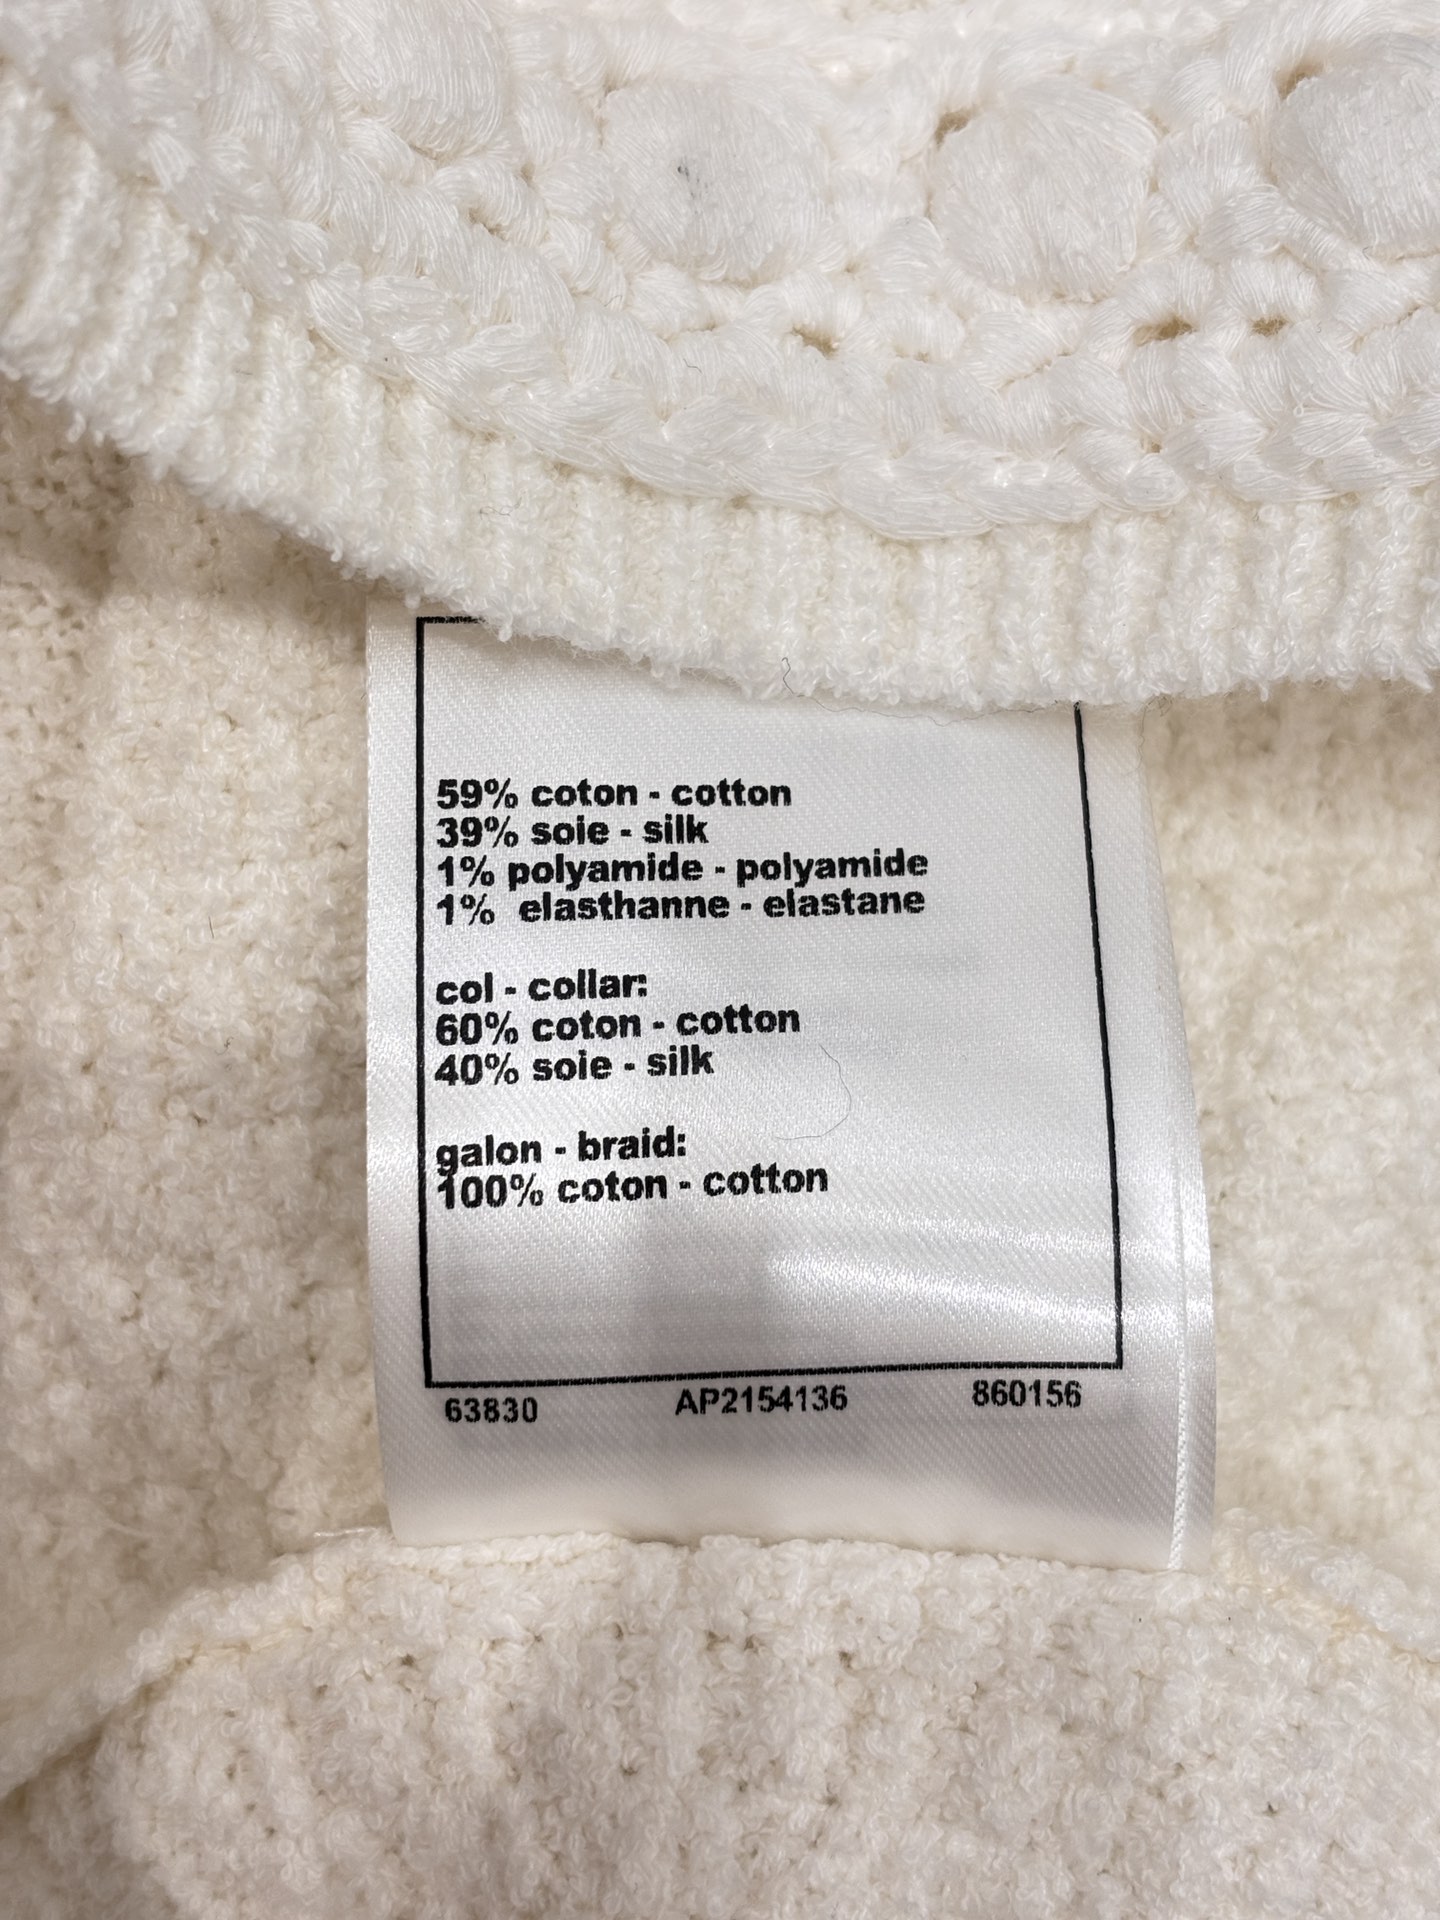 59% coton - cotton
39% soie - silk
1% polyamide - polyamide
1% elasthanne - elastane
col - collar:
60% coton - cotton
40% soie - silk
galon - braid:
100% coton - cotton
63830 AP2154136 860156